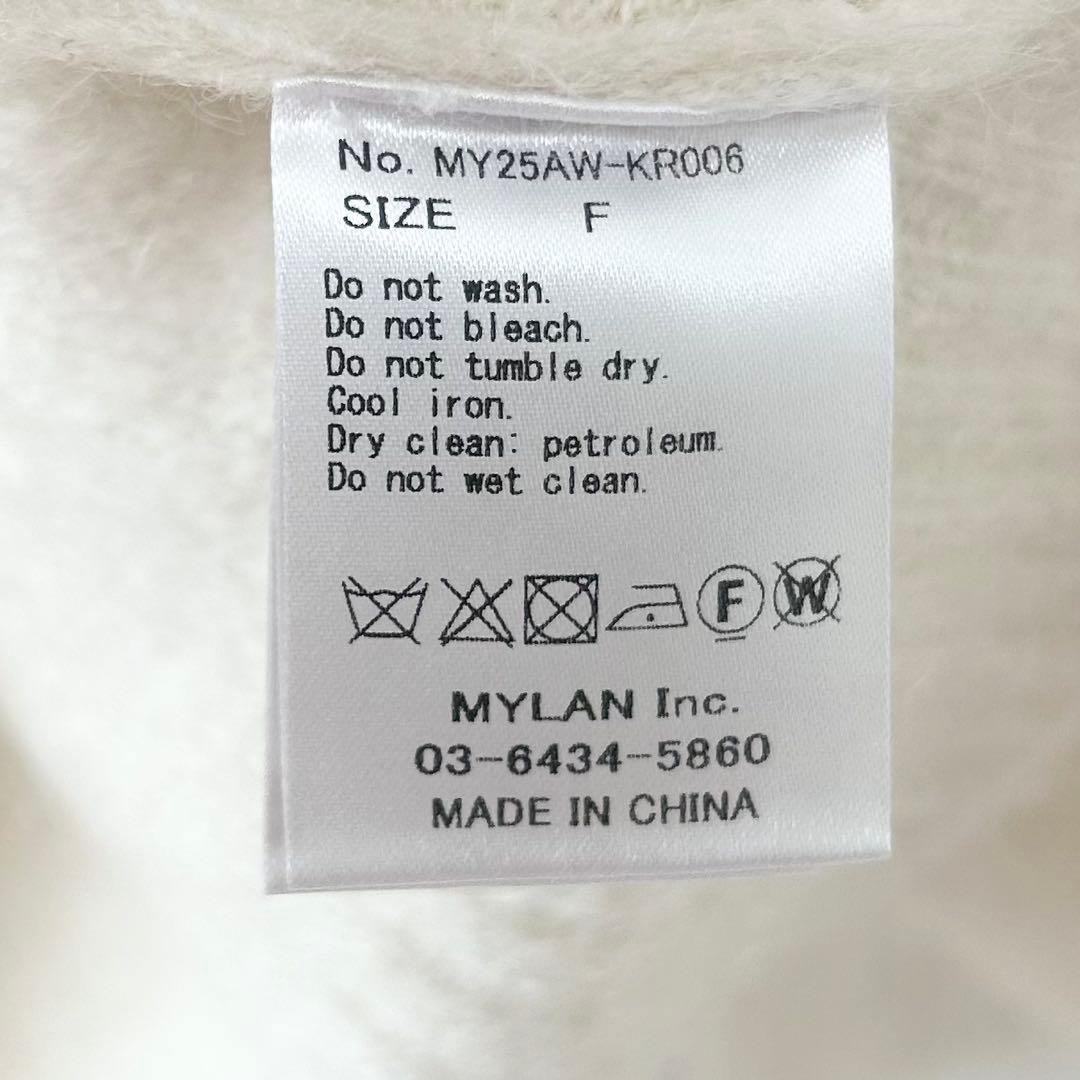 No. MY25AW-KR006
SIZE F
Do not wash.
Do not bleach.
Do not tumble dry.
Cool iron.
Dry clean: petroleum.
Do not wet clean.
F W
MYLAN Inc.
03-6434-5860
MADE IN CHINA